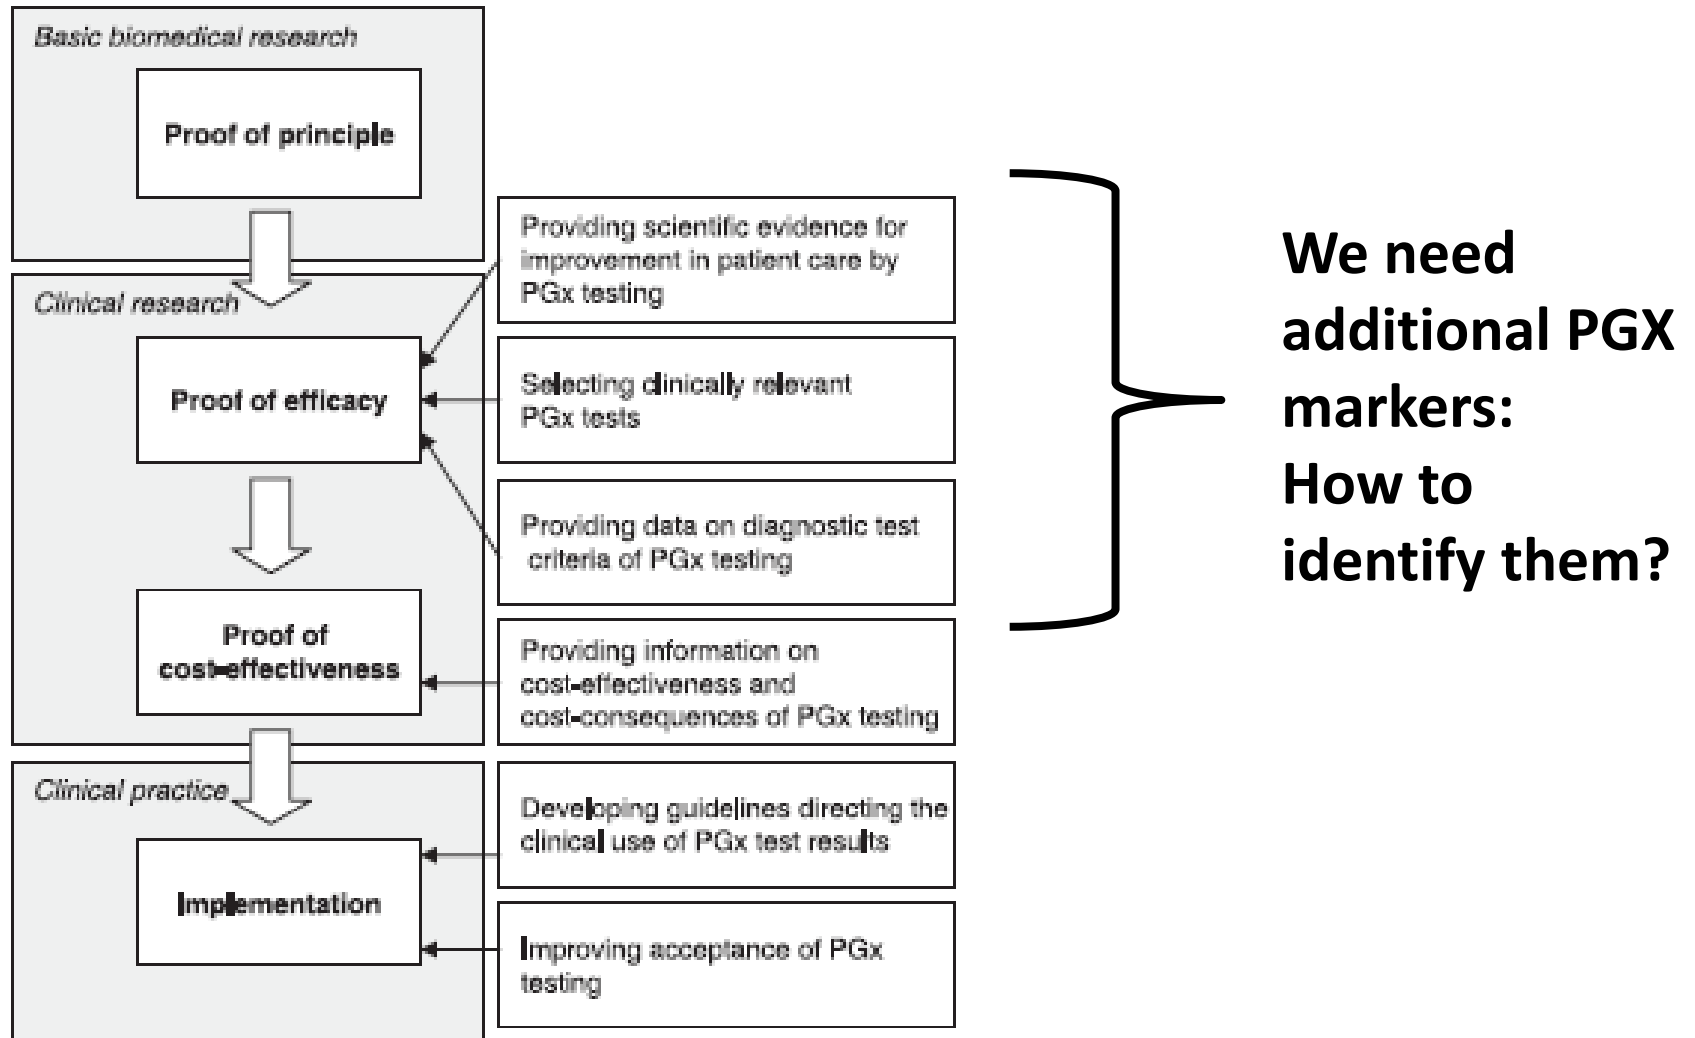 Basic biomedical research
Proof of principle
Clinical research
Proof of efficacy
Proof of
cost-effectiveness
Clinical practice
Implementation
Providing scientific evidence for
improvement in patient care by
PGx testing
Selecting clinically relevant
PGx tests
Providing data on diagnostic test
criteria of PGx testing
Providing information on
cost-effectiveness and
cost-consequences of PGx testing
Developing guidelines directing the
clinical use of PGx test results
Improving acceptance of PGx
testing
We need
additional PGX
markers:
How to
identify them?